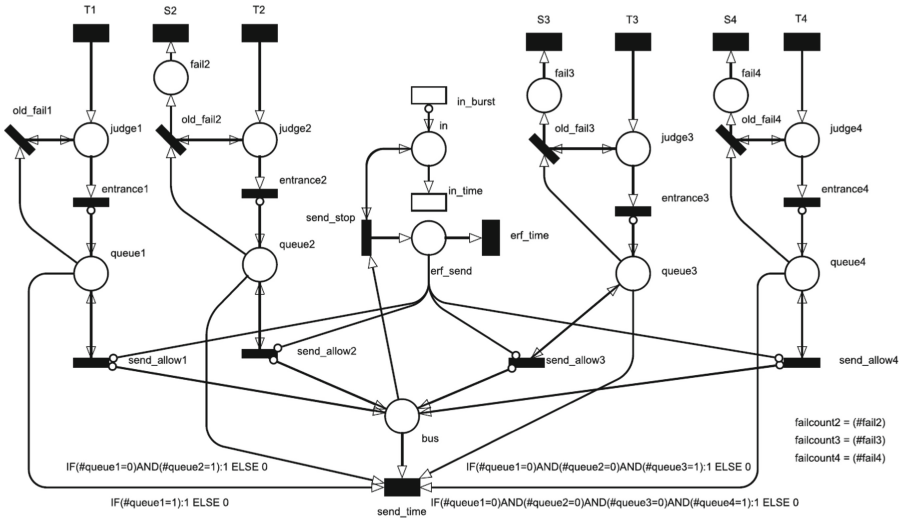 T1
S2
T2
S3
T3
S4
T4
fail2
fail3
fail4
in_burst
old_fail1
judge1
old_fail2
judge2
in
old_fail3
judge3
old_fail4
judge4
entrance1
entrance2
in_time
entrance3
entrance4
send_stop
erf_time
queue1
queue2
erf_send
queue3
queue4
send_allow1
send_allow2
send_allow3
send_allow4
bus
failcount2 = (#fail2)
failcount3 = (#fail3)
failcount4 = (#fail4)
IF(#queue1=0)AND(#queue2=1):1 ELSE 0
IF(#queue1=0)AND(#queue2=0)AND(#queue3=1):1 ELSE 0
IF(#queue1=1):1 ELSE 0
IF(#queue1=0)AND(#queue2=0)AND(#queue3=0)AND(#queue4=1):1 ELSE 0
send_time